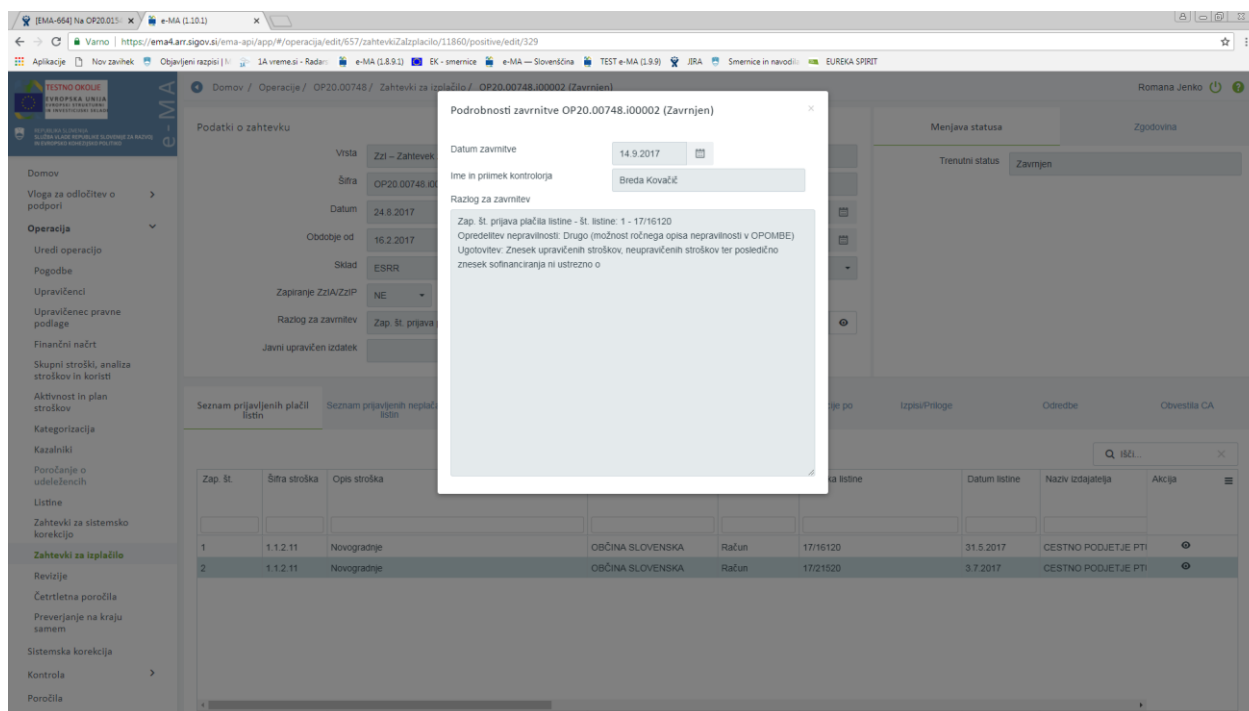 [EMA-664] Na OP20.015
e-MA (1.10.1)
Varno | https://ema4.arr.sigov.si/ema-api/app/#/operacija/edit/657/zahtevkiZaIzplacilo/11860/positive/edit/329
Aplikacije Nov zavihek Objavljeni razpisi | M 1A vreme.si - Radar e-MA (1.8.9.1) EK - smernice e-MA — Slovenščina TEST e-MA (1.9.9) JIRA Smernice in navodila EUREKA SPIRIT
TESTNO OKOLJE
EVROPSKA UNIJA
EVROPSKI STRUKTURNI
IN INVESTICIJSKI SKLADI
REPUBLIKA SLOVENIJA
SLUŽBA VLADE REPUBLIKE SLOVENIJE ZA RAZVOJ
IN EVROPSKO KOHEZIJSKO POLITIKO
e-MA
Domov / Operacije / OP20.00748 / Zahtevki za izplačilo / OP20.00748.i00002 (Zavrnjen)
Romana Jenko
Domov
Vloga za odločitev o
podpori
Operacija
Uredi operacijo
Pogodbe
Upravičenci
Upravičenec pravne
podlage
Finančni načrt
Skupni stroški, analiza
stroškov in koristi
Aktivnost in plan
stroškov
Kategorizacija
Kazalniki
Poročanje o
udeležencih
Listine
Zahtevki za sistemsko
korekcijo
Zahtevki za izplačilo
Revizije
Četrtletna poročila
Preverjanje na kraju
samem
Sistemska korekcija
Kontrola
Poročila
Podatki o zahtevku
Vrsta ZzI – Zahtevek
Šifra OP20.00748.i00
Datum 24.8.2017
Obdobje od 16.2.2017
Sklad ESRR
Zapiranje ZzIA/ZzIP NE
Razlog za zavrnitev Zap. št. prijava
Javni upravičen izdatek
Podrobnosti zavrnitve OP20.00748.i00002 (Zavrnjen)
Datum zavrnitve 14.9.2017
Ime in priimek kontrolorja Breda Kovačič
Razlog za zavrnitev
Zap. št. prijava plačila listine - št. listine: 1 - 17/16120
Opredelitev nepravilnosti: Drugo (možnost ročnega opisa nepravilnosti v OPOMBE)
Ugotovitev: Znesek upravičenih stroškov, neupravičenih stroškov ter posledično
znesek sofinanciranja ni ustrezno o
Menjava statusa Zgodovina
Trenutni status Zavrnjen
Seznam prijavljenih plačil
listin
Seznam prijavljenih neplača
listin
je po
Izpisi/Priloge
Odredbe
Obvestila CA
Išči...
Zap. št. Šifra stroška Opis stroška ka listine Datum listine Naziv izdajatelja Akcija
1 1.1.2.11 Novogradnje OBČINA SLOVENSKA Račun 17/16120 31.5.2017 CESTNO PODJETJE PTU
2 1.1.2.11 Novogradnje OBČINA SLOVENSKA Račun 17/21520 3.7.2017 CESTNO PODJETJE PTU